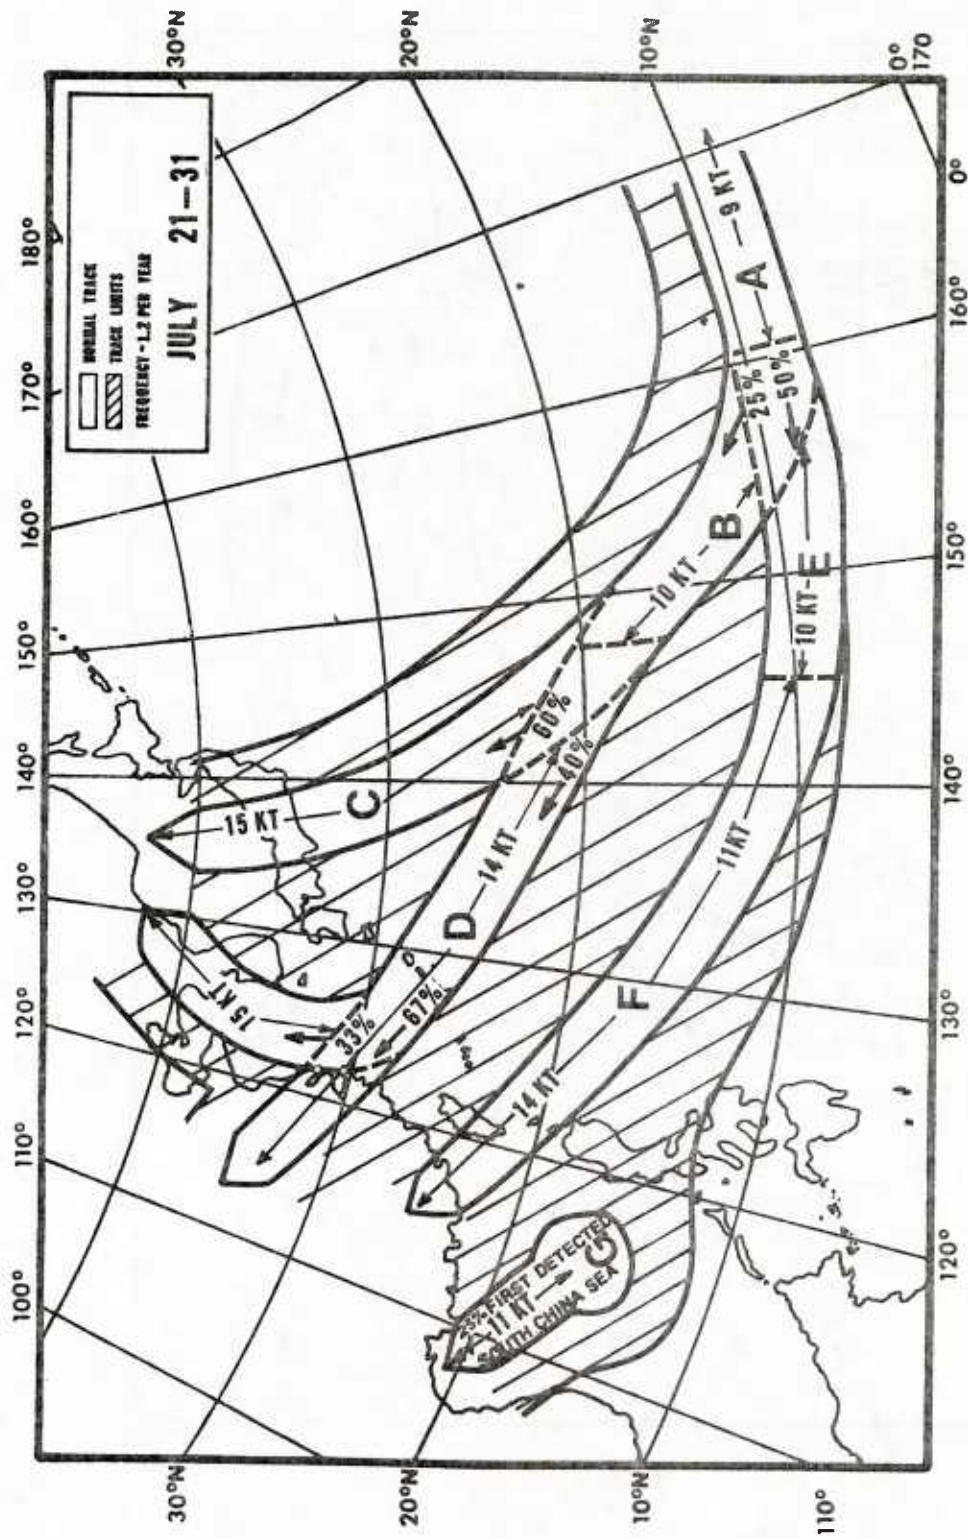 NORMAL TRACK
TRACK LIMITS
FREQUENCY - 1.2 PER YEAR
JULY 21-31
100°
110°
120°
130°
140°
150°
160°
170°
180°
30°N
20°N
10°N
0°
170
30°N
20°N
10°N
110°
120°
130°
140°
150°
160°
0°
A
9 KT
25%
50%
B
10 KT
E
10 KT
60%
40%
C
15 KT
D
14 KT
33%
67%
15 KT
F
11KT
14 KT
G
FIRST DETECTED
11 KT
SOUTH CHINA SEA